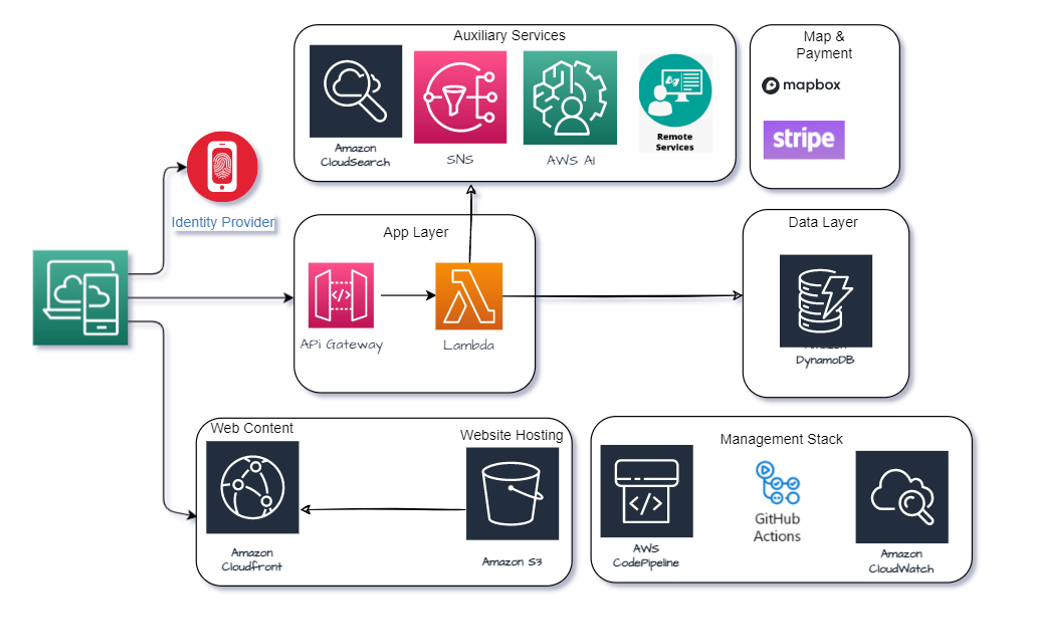 Auxiliary Services
Amazon
CloudSearch
SNS
AWS AI
Remote
Services
Map &
Payment
mapbox
stripe
Identity Provider
App Layer
</>
APi Gateway
Lambda
Data Layer
Amazon
DynamoDB
Web Content
Amazon
Cloudfront
Website Hosting
Amazon S3
Management Stack
</>
AWS
CodePipeline
GitHub
Actions
Amazon
CloudWatch